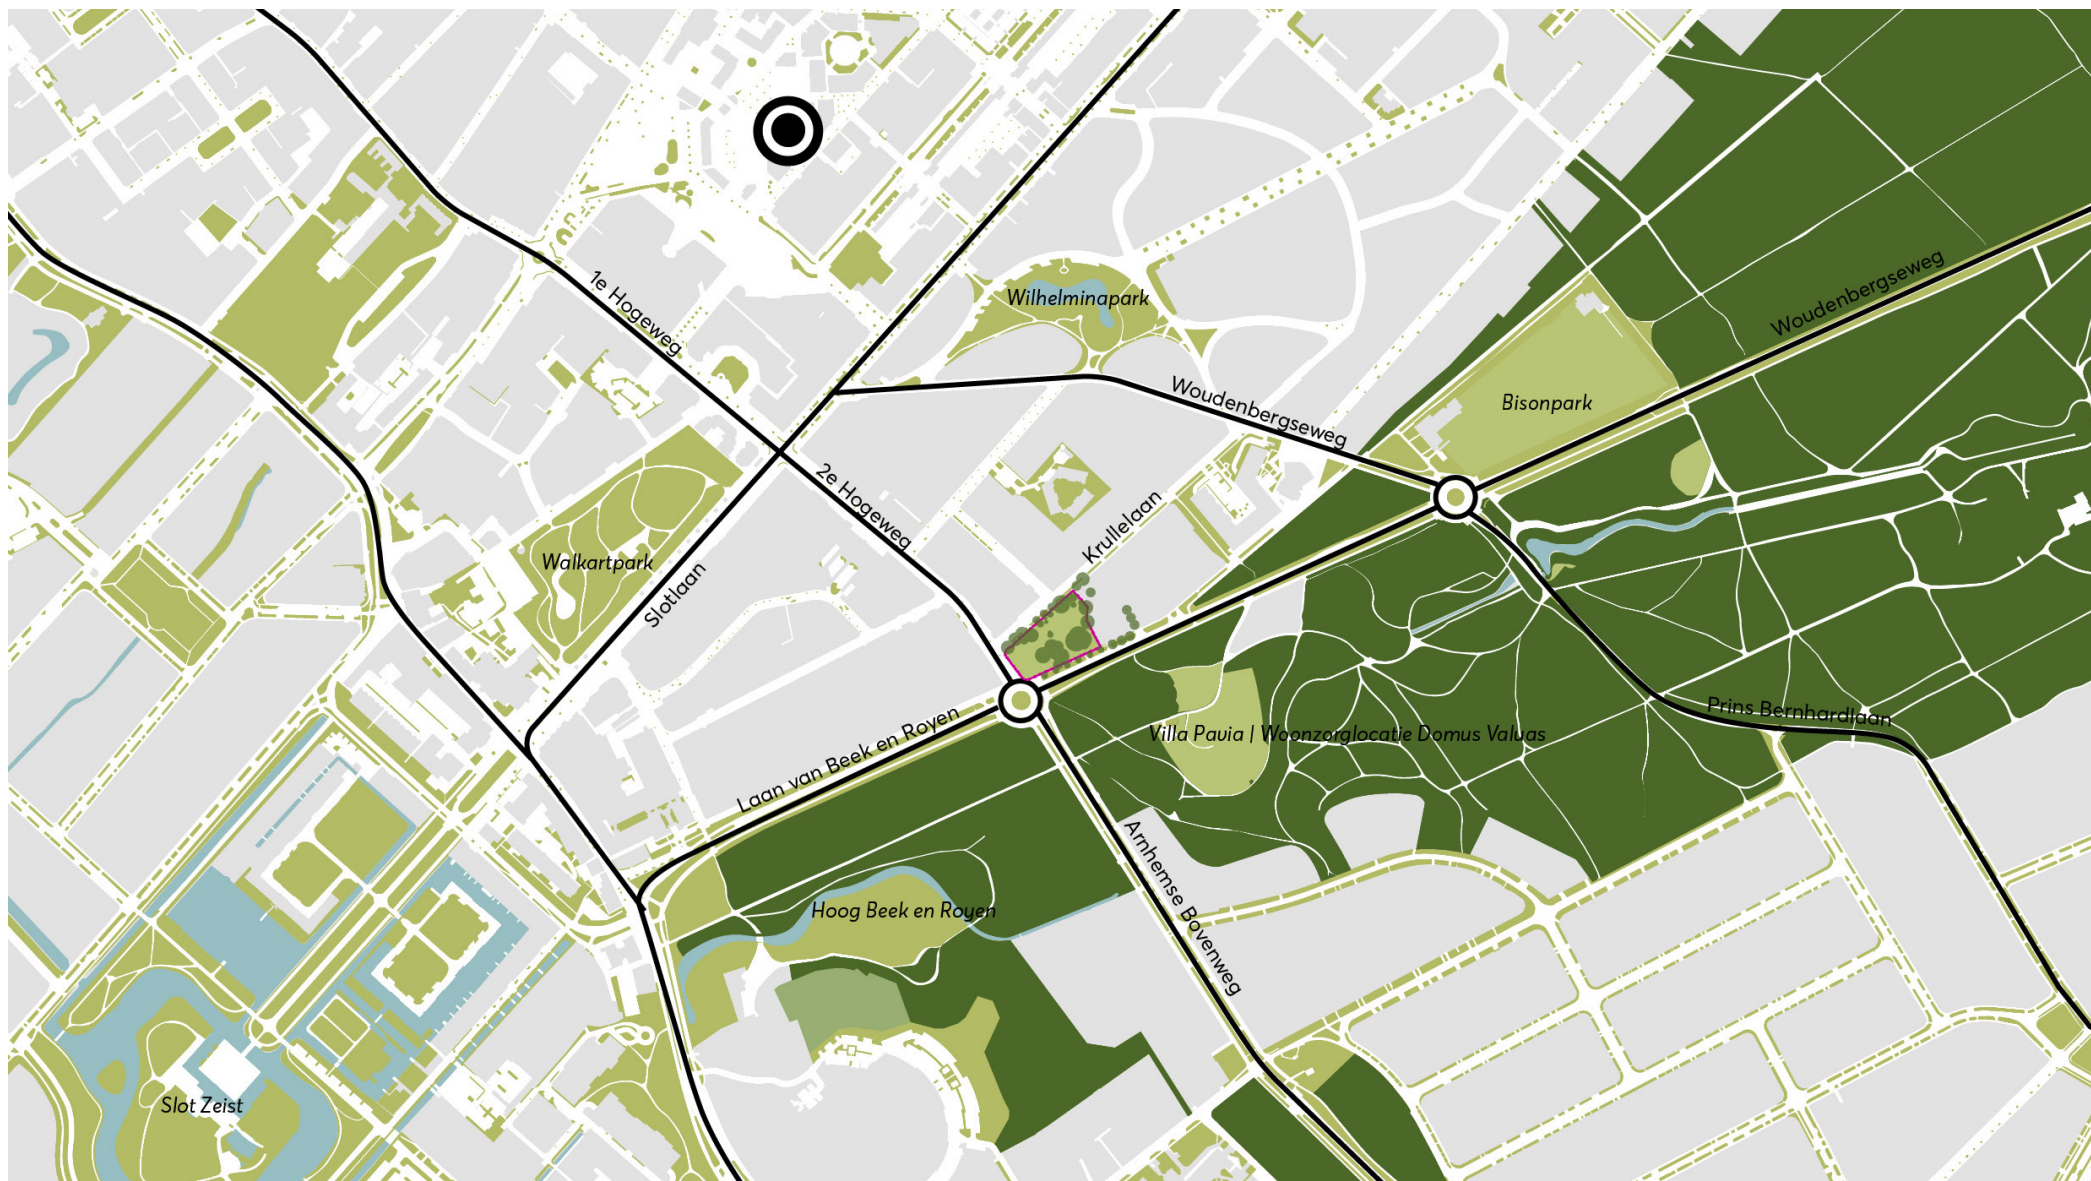 1e Hogeweg
Wilhelminapark
Woudenbergseweg
Woudenbergseweg
Bisonpark
2e Hogeweg
Krullelaan
Walkartpark
Slotlaan
Prins Bernhardlaan
Villa Pavia | Woonzorglocatie Domus Valuas
Laan van Beek en Royen
Arnhemse Bovenweg
Hoog Beek en Royen
Slot Zeist